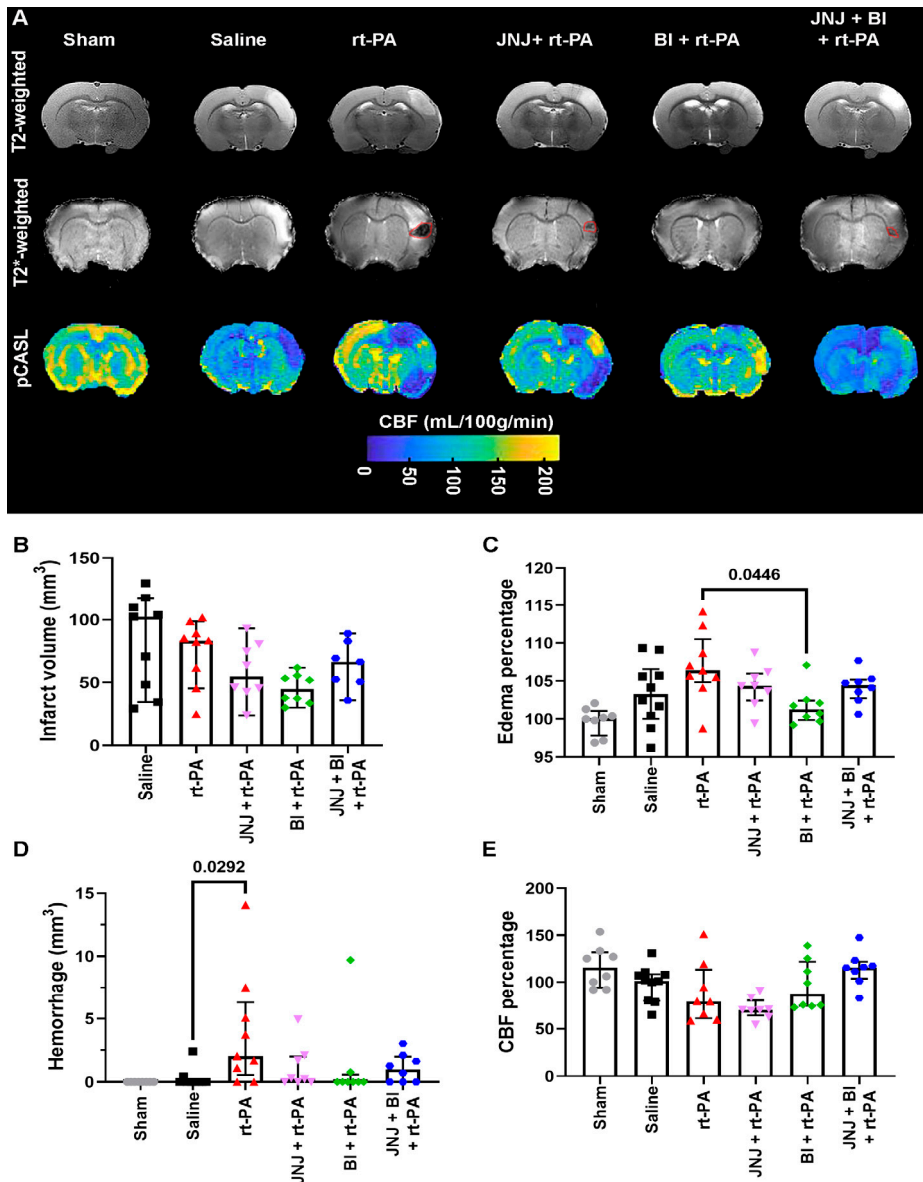 A
Sham
Saline
rt-PA
JNJ+ rt-PA
BI + rt-PA
JNJ + BI
+ rt-PA
T2-weighted
T2*-weighted
pCASL
CBF (mL/100g/min)
0
50
100
150
200
B
Infarct volume (mm3)
150
100
50
0
Saline
rt-PA
JNJ + rt-PA
BI + rt-PA
JNJ + BI
+ rt-PA
C
Edema percentage
120
115
110
105
100
95
0.0446
Sham
Saline
rt-PA
JNJ + rt-PA
BI + rt-PA
JNJ + BI
+ rt-PA
D
Hemorrhage (mm3)
15
10
5
0
0.0292
Sham
Saline
rt-PA
JNJ + rt-PA
BI + rt-PA
JNJ + BI
+ rt-PA
E
CBF percentage
200
150
100
50
0
Sham
Saline
rt-PA
JNJ + rt-PA
BI + rt-PA
JNJ + BI
+ rt-PA